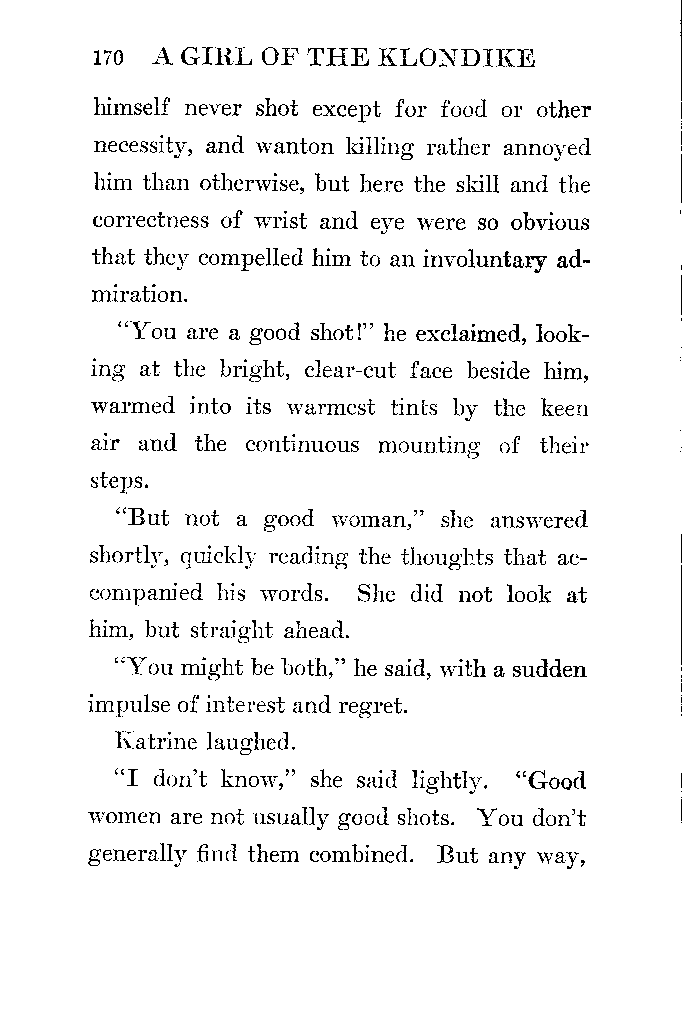 170 A GIRL OF THE KLONDIKE
himself never shot except for food or other
necessity, and wanton killing rather annoyed
him than otherwise, but here the skill and the
correctness of wrist and eye were so obvious
that they compelled him to an involuntary ad-
miration.
"You are a good shot!" he exclaimed, look-
ing at the bright, clear-cut face beside him,
warmed into its warmest tints by the keen
air and the continuous mounting of their
steps.
"But not a good woman," she answered
shortly, quickly reading the thoughts that ac-
companied his words. She did not look at
him, but straight ahead.
"You might be both," he said, with a sudden
impulse of interest and regret.
Katrine laughed.
"I don't know," she said lightly. "Good
women are not usually good shots. You don't
generally find them combined. But any way,